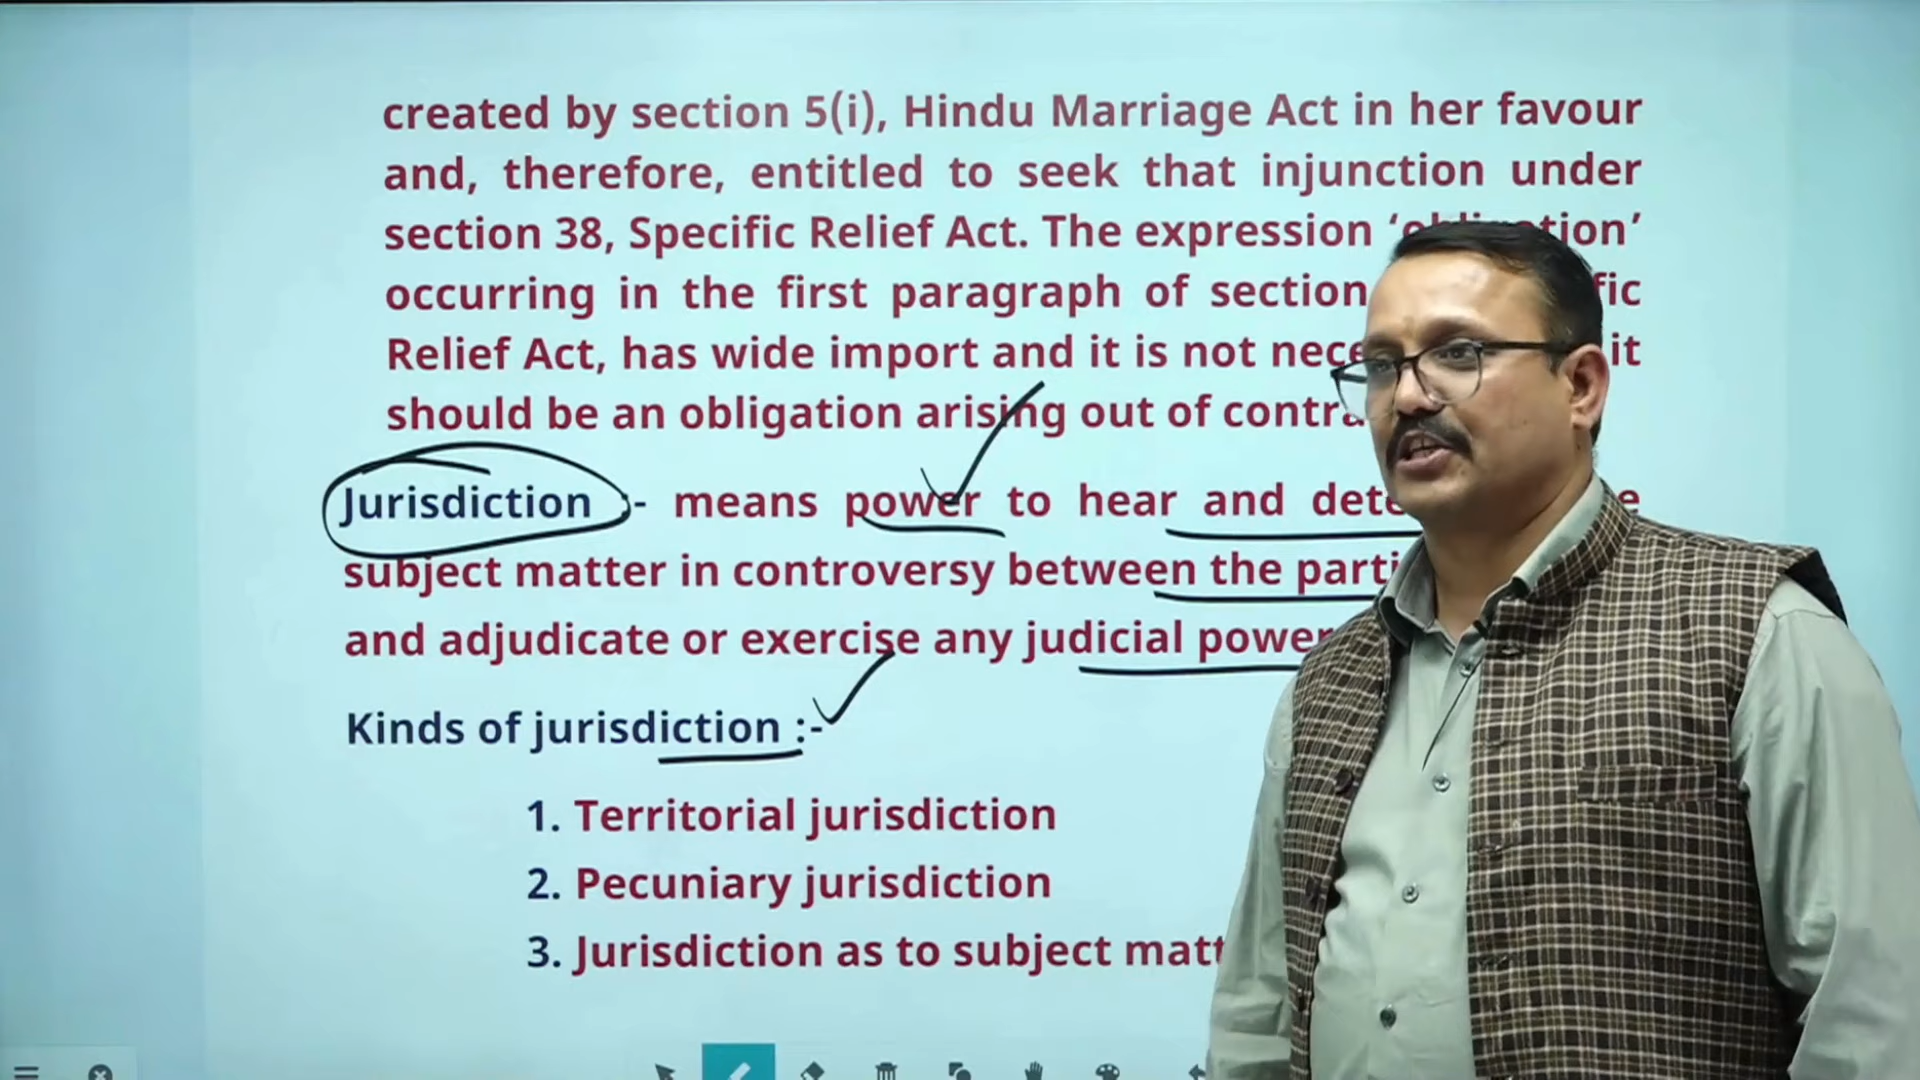 created by section 5(i), Hindu Marriage Act in her favour
and, therefore, entitled to seek that injunction under
section 38, Specific Relief Act. The expression
occurring in the first paragraph of section
Relief Act, has wide import and it is not it
should be an obligation arising out of
Jurisdiction :- means power to hear and
subject matter in controversy between the
and adjudicate or exercise any judicial
Kinds of jurisdiction :-
1. Territorial jurisdiction
2. Pecuniary jurisdiction
3. Jurisdiction as to subject